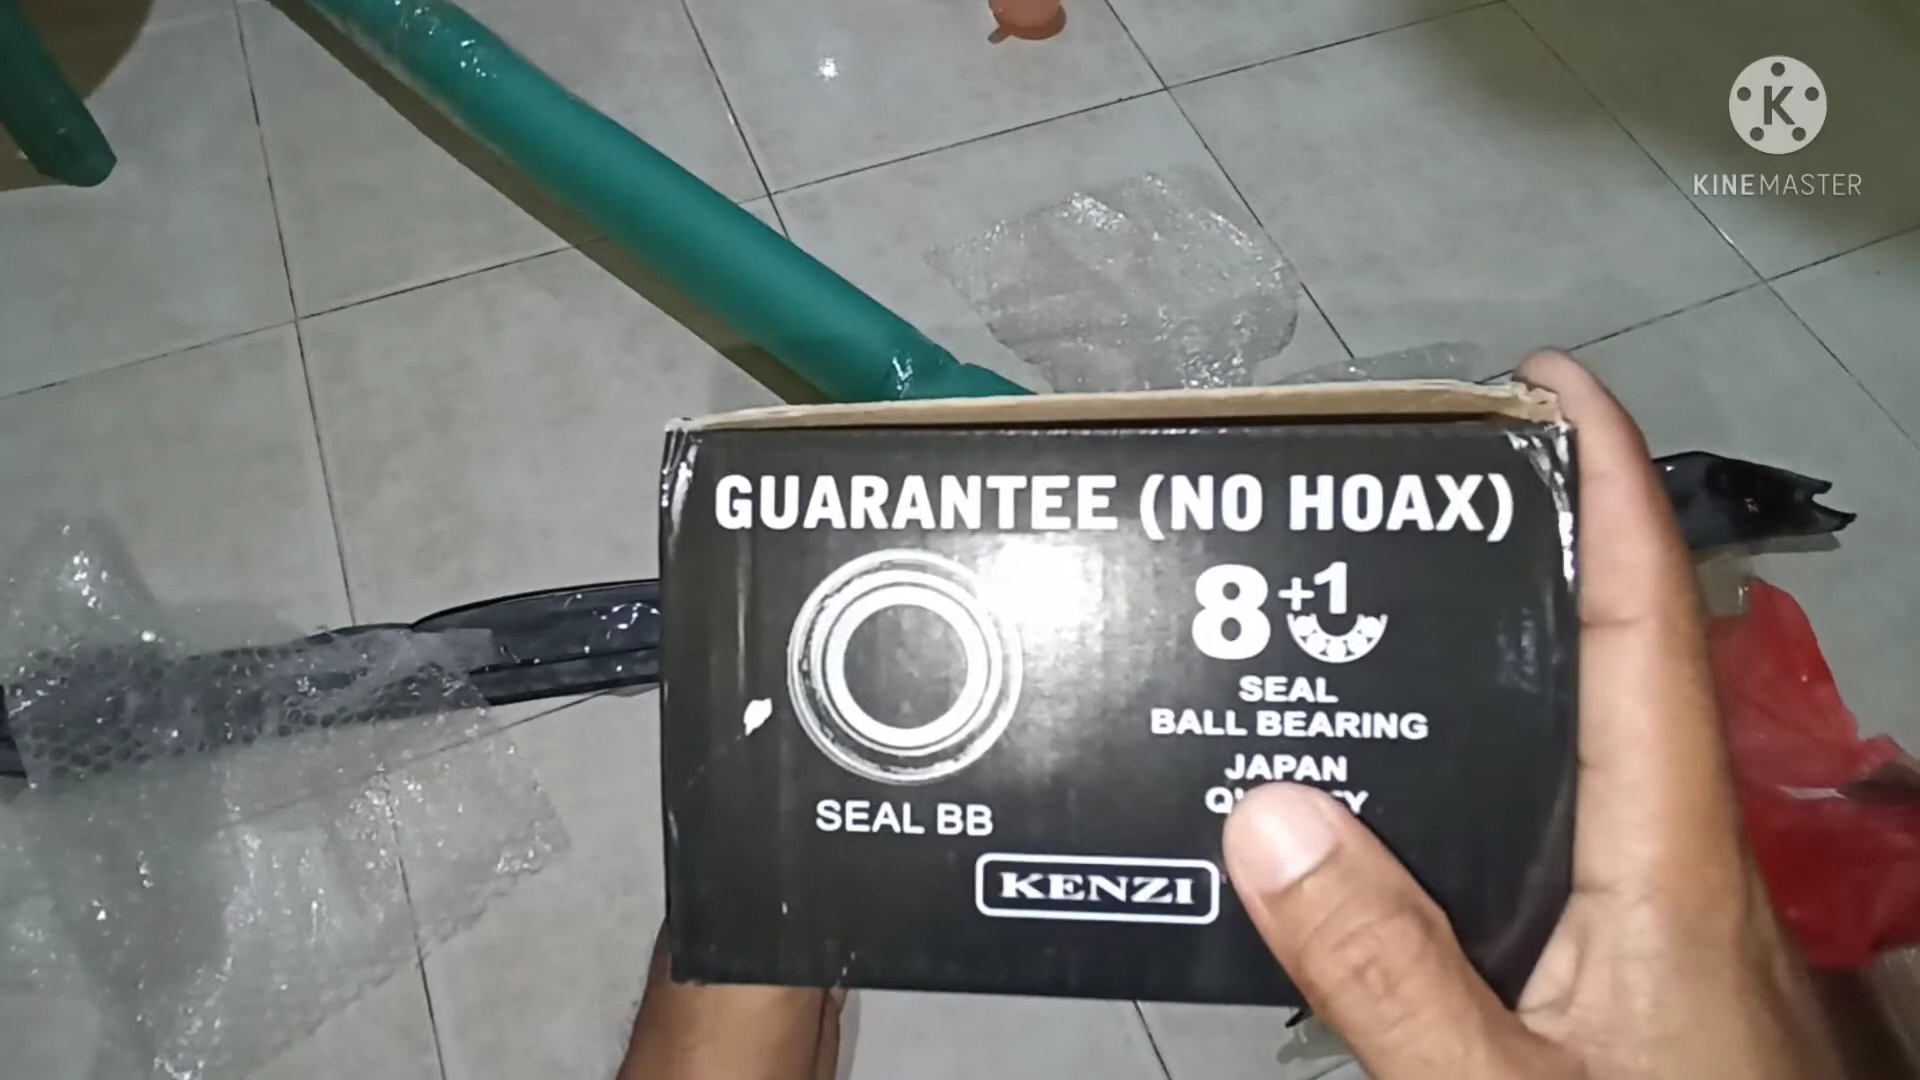 GUARANTEE (NO HOAX)
8+1
SEAL
BALL BEARING
JAPAN
SEAL BB
KENZI
K
KINEMASTER